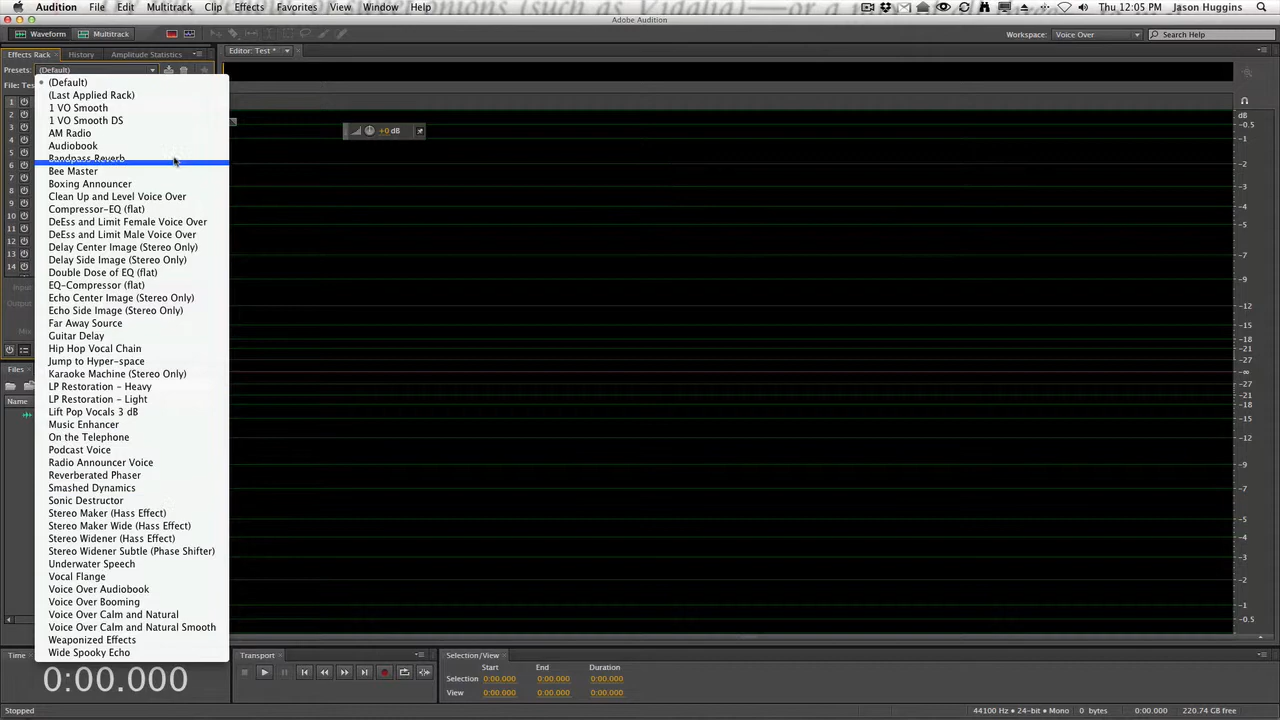 Audition File Edit Multitrack Clip Effects Favorites View Window Help Thu 12:05 PM Jason Huggins
Adobe Audition
Waveform Multitrack Workspace: Voice Over Search Help
Effects Rack History Amplitude Statistics Editor: Test *
Presets: (Default)
File: Tes
(Default)
(Last Applied Rack)
1 VO Smooth
1 VO Smooth DS
AM Radio
Audiobook
Bandpass Reverb
Bee Master
Boxing Announcer
Clean Up and Level Voice Over
Compressor-EQ (flat)
DeEss and Limit Female Voice Over
DeEss and Limit Male Voice Over
Delay Center Image (Stereo Only)
Delay Side Image (Stereo Only)
Double Dose of EQ (flat)
EQ-Compressor (flat)
Echo Center Image (Stereo Only)
Echo Side Image (Stereo Only)
Far Away Source
Guitar Delay
Hip Hop Vocal Chain
Jump to Hyper-space
Karaoke Machine (Stereo Only)
LP Restoration - Heavy
LP Restoration - Light
Lift Pop Vocals 3 dB
Music Enhancer
On the Telephone
Podcast Voice
Radio Announcer Voice
Reverberated Phaser
Smashed Dynamics
Sonic Destructor
Stereo Maker (Hass Effect)
Stereo Maker Wide (Hass Effect)
Stereo Widener (Hass Effect)
Stereo Widener Subtle (Phase Shifter)
Underwater Speech
Vocal Flange
Voice Over Audiobook
Voice Over Booming
Voice Over Calm and Natural
Voice Over Calm and Natural Smooth
Weaponized Effects
Wide Spooky Echo
1
2
3
4
5
6
7
8
9
10
11
12
13
14
Input
Output
Mix
Files
Name
+0 dB
dB
-0.5
-1
-2
-3
-4
-5
-7
-9
-12
-15
-18
-21
-27
-∞
-27
-21
-18
-15
-12
-9
-7
-5
-4
-3
-2
-1
-0.5
Time
0:00.000
Transport
Selection/View
Start End Duration
Selection 0:00.000 0:00.000 0:00.000
View 0:00.000 0:00.000 0:00.000
Stopped 44100 Hz • 24-bit • Mono 0 bytes 0:00.000 220.74 GB free